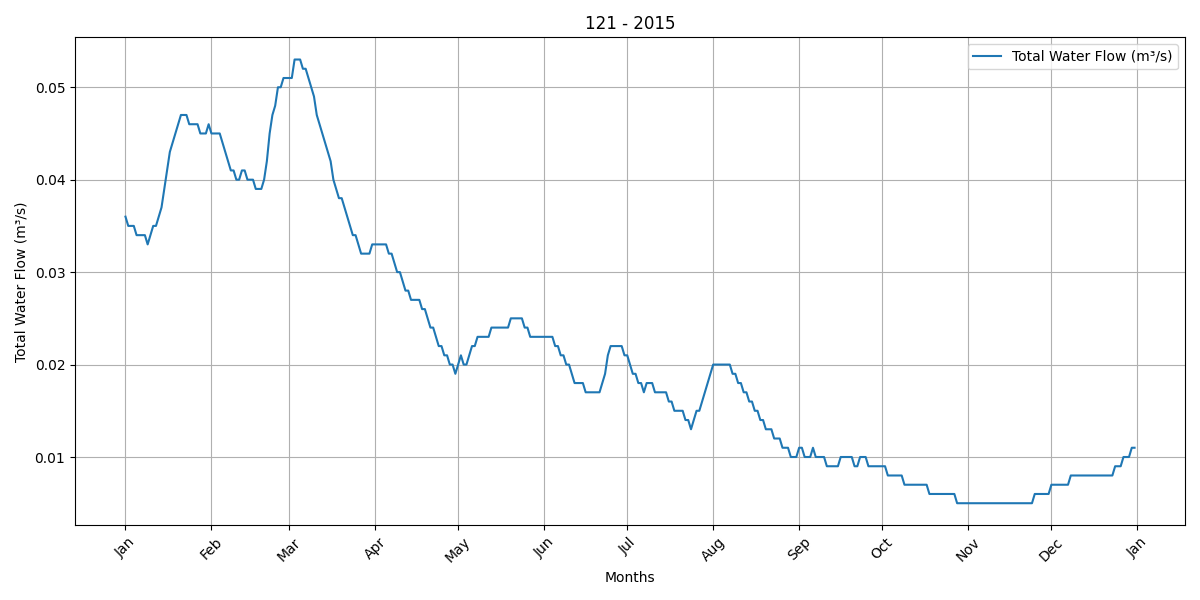 121 - 2015
Total Water Flow (m³/s)
Total Water Flow (m³/s)
0.05
0.04
0.03
0.02
0.01
Jan
Feb
Mar
Apr
May
Jun
Jul
Aug
Sep
Oct
Nov
Dec
Jan
Months